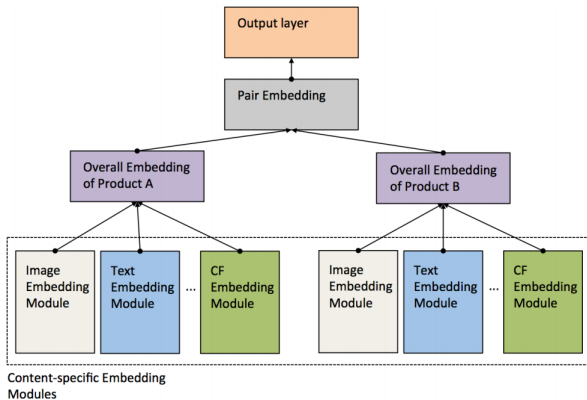 Output layer
Pair Embedding
Overall Embedding
of Product A
Overall Embedding
of Product B
Image
Embedding
Module
Text
Embedding
Module
...
CF
Embedding
Module
Image
Embedding
Module
Text
Embedding
Module
...
CF
Embedding
Module
Content-specific Embedding
Modules